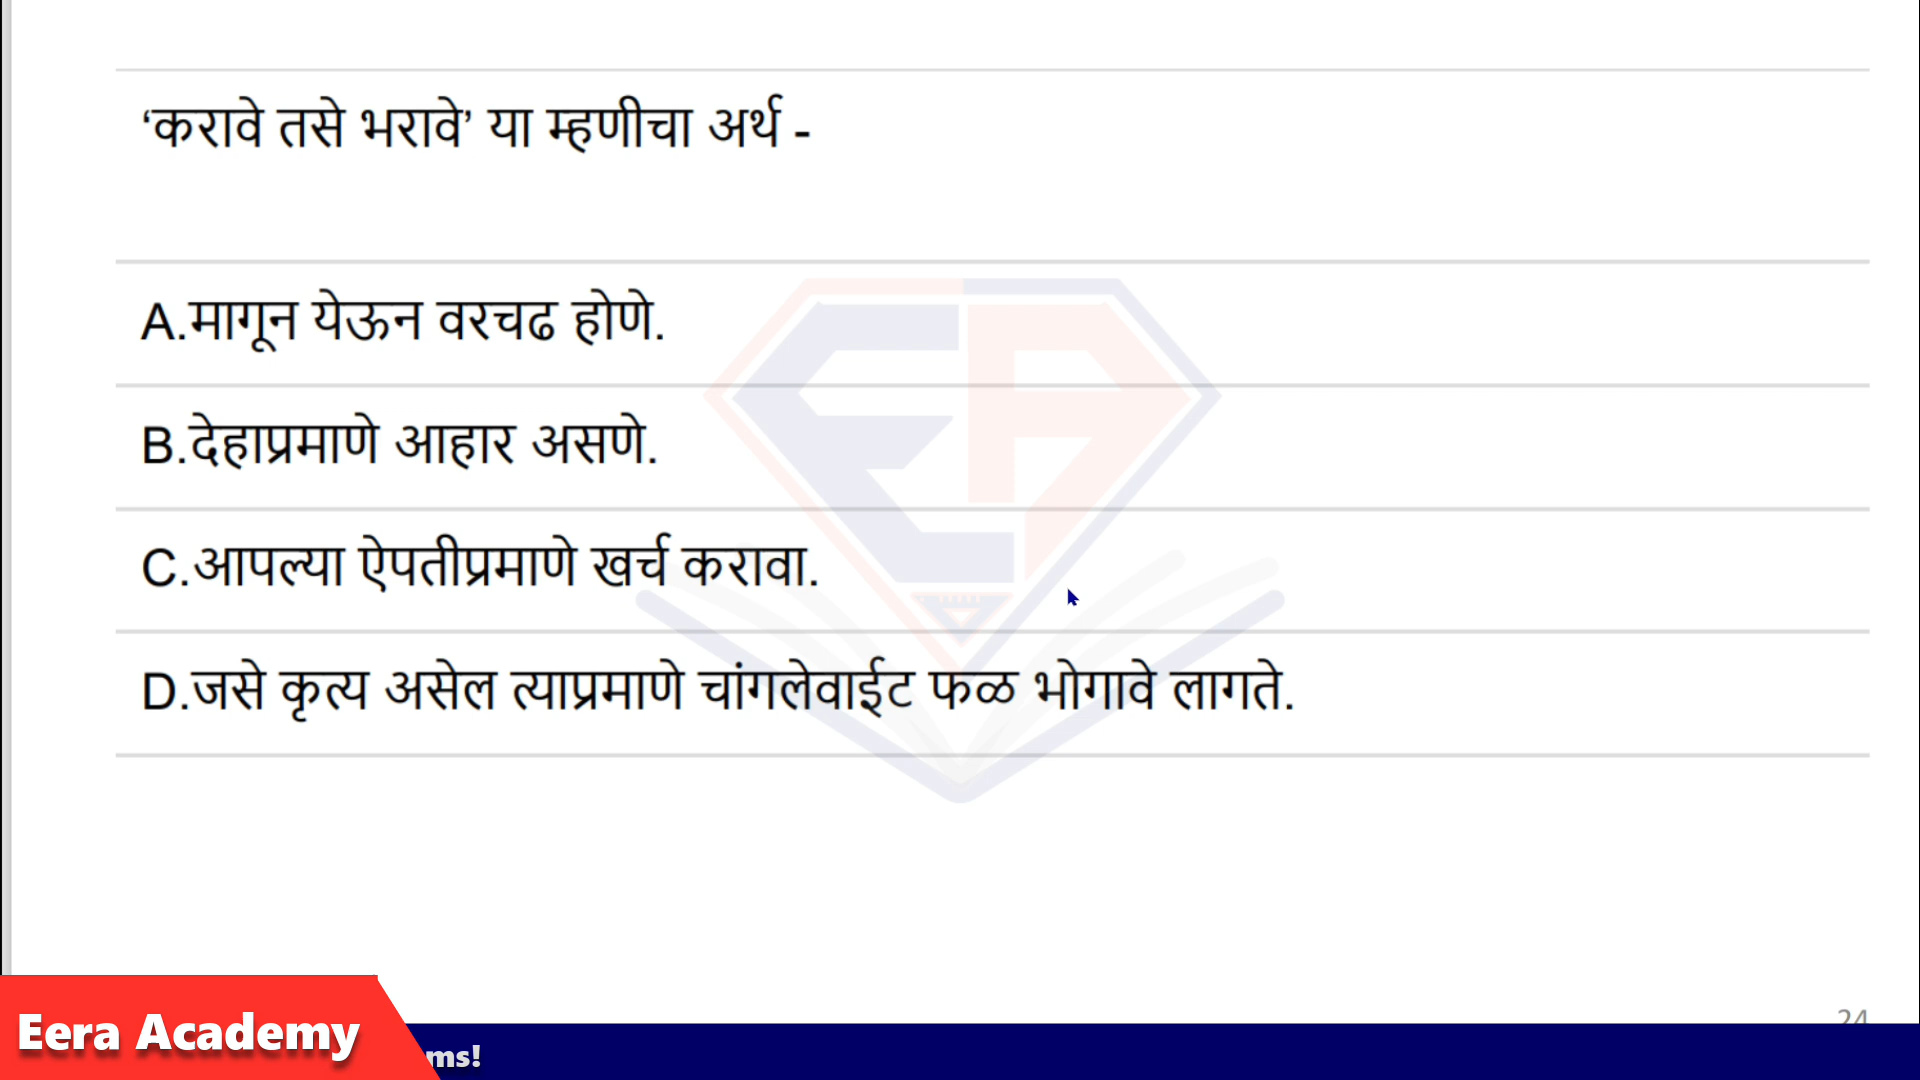 ‘करावे तसे भरावे’ या म्हणीचा अर्थ -
A.मागून येऊन वरचढ होणे.
B.देहाप्रमाणे आहार असणे.
C.आपल्या ऐपतीप्रमाणे खर्च करावा.
D.जसे कृत्य असेल त्याप्रमाणे चांगलेवाईट फळ भोगावे लागते.
24
Eera Academy
ms!